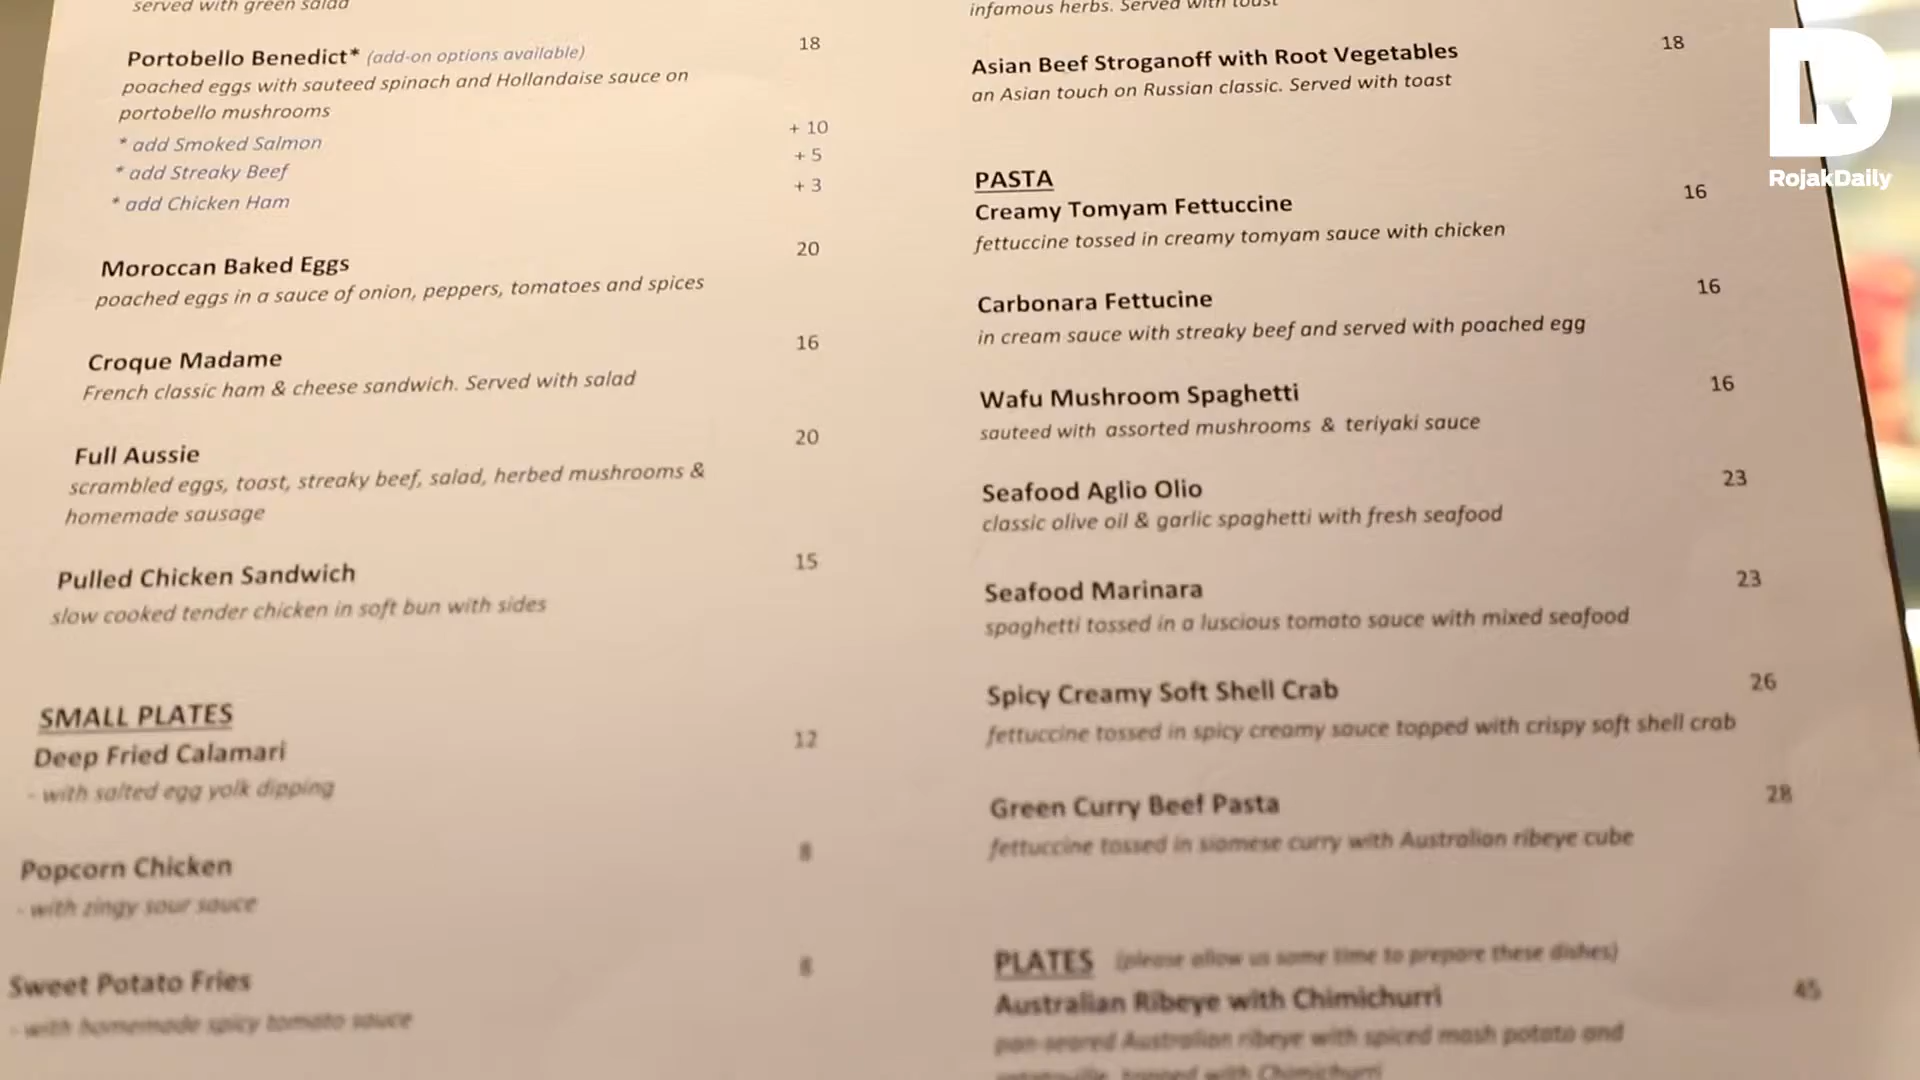 served with green salad
Portobello Benedict* (add-on options available) 18
poached eggs with sauteed spinach and Hollandaise sauce on
portobello mushrooms
* add Smoked Salmon + 10
* add Streaky Beef + 5
* add Chicken Ham + 3
Moroccan Baked Eggs 20
poached eggs in a sauce of onion, peppers, tomatoes and spices
Croque Madame 16
French classic ham & cheese sandwich. Served with salad
Full Aussie 20
scrambled eggs, toast, streaky beef, salad, herbed mushrooms &
homemade sausage
Pulled Chicken Sandwich 15
slow cooked tender chicken in soft bun with sides
SMALL PLATES
Deep Fried Calamari 12
- with salted egg yolk dipping
Popcorn Chicken 8
- with zingy sour sauce
Sweet Potato Fries 8
- with homemade spicy tomato sauce
infamous herbs. Served with toast
Asian Beef Stroganoff with Root Vegetables 18
an Asian touch on Russian classic. Served with toast
PASTA
Creamy Tomyam Fettuccine 16
fettuccine tossed in creamy tomyam sauce with chicken
Carbonara Fettucine 16
in cream sauce with streaky beef and served with poached egg
Wafu Mushroom Spaghetti 16
sauteed with assorted mushrooms & teriyaki sauce
Seafood Aglio Olio 23
classic olive oil & garlic spaghetti with fresh seafood
Seafood Marinara 23
spaghetti tossed in a luscious tomato sauce with mixed seafood
Spicy Creamy Soft Shell Crab 26
fettuccine tossed in spicy creamy sauce topped with crispy soft shell crab
Green Curry Beef Pasta 28
fettuccine tossed in siamese curry with Australian ribeye cube
PLATES (please allow us some time to prepare these dishes)
Australian Ribeye with Chimichurri 45
pan-seared Australian ribeye with spiced mash potato and
topped with Chimichurri
RojakDaily